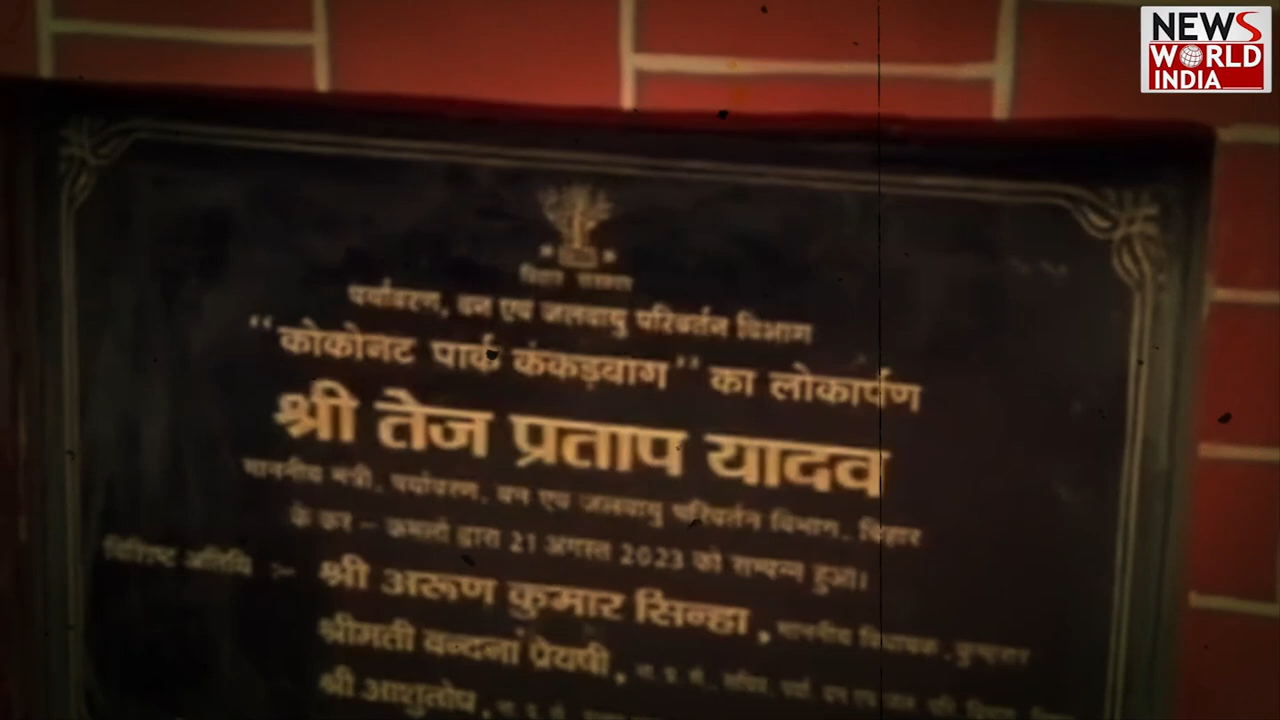 NEWS
WORLD
INDIA
बिहार सरकार
पर्यावरण, वन एवं जलवायु परिवर्तन विभाग
“कोकोनट पार्क कंकड़बाग” का लोकार्पण
श्री तेज प्रताप यादव
माननीय मंत्री, पर्यावरण, वन एवं जलवायु परिवर्तन विभाग, बिहार
के कर - कमलों द्वारा 21 अगस्त 2023 को सम्पन्न हुआ।
विशिष्ट अतिथि :- श्री अरूण कुमार सिन्हा, माननीय विधायक, कुम्हरार
श्रीमती वन्दना प्रेयषी, भा. प्र. से., सचिव,
श्री आशुतोष,